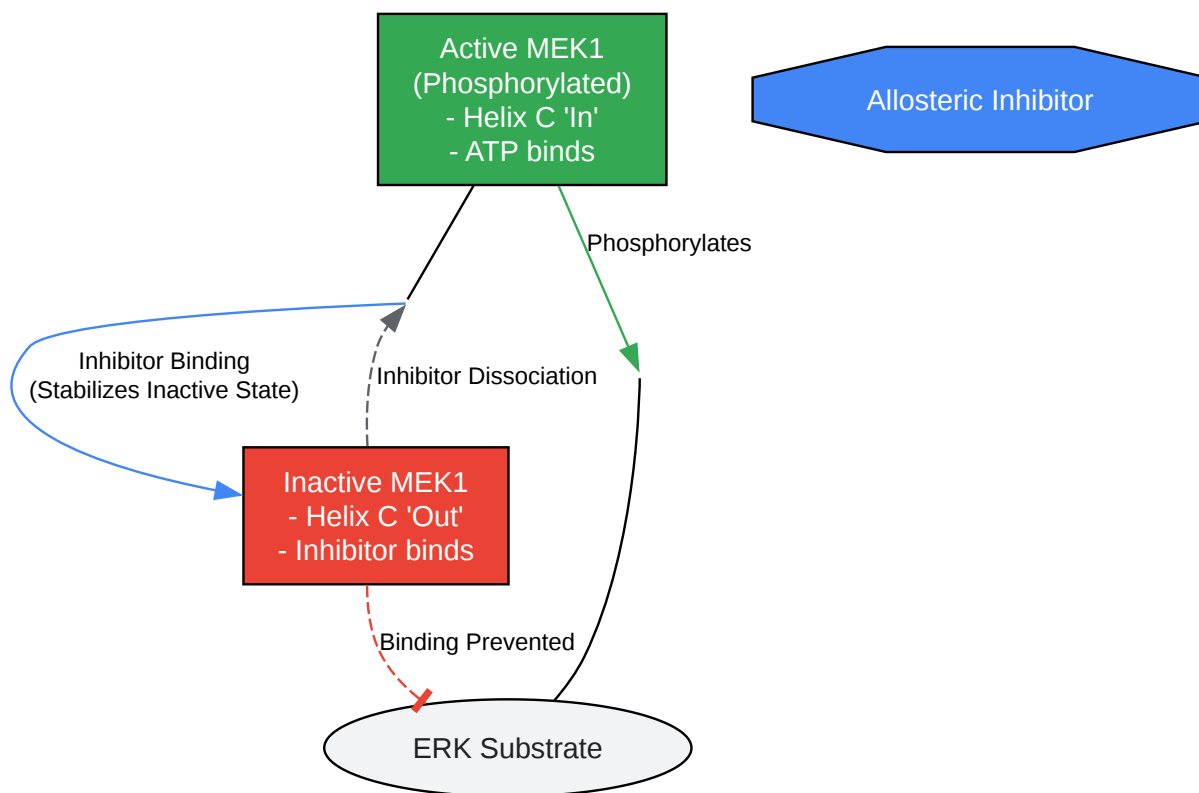 Active MEK1
(Phosphorylated)
- Helix C 'In'
- ATP binds
Allosteric Inhibitor
Phosphorylates
Inhibitor Binding
(Stabilizes Inactive State)
Inhibitor Dissociation
Inactive MEK1
- Helix C 'Out'
- Inhibitor binds
Binding Prevented
ERK Substrate